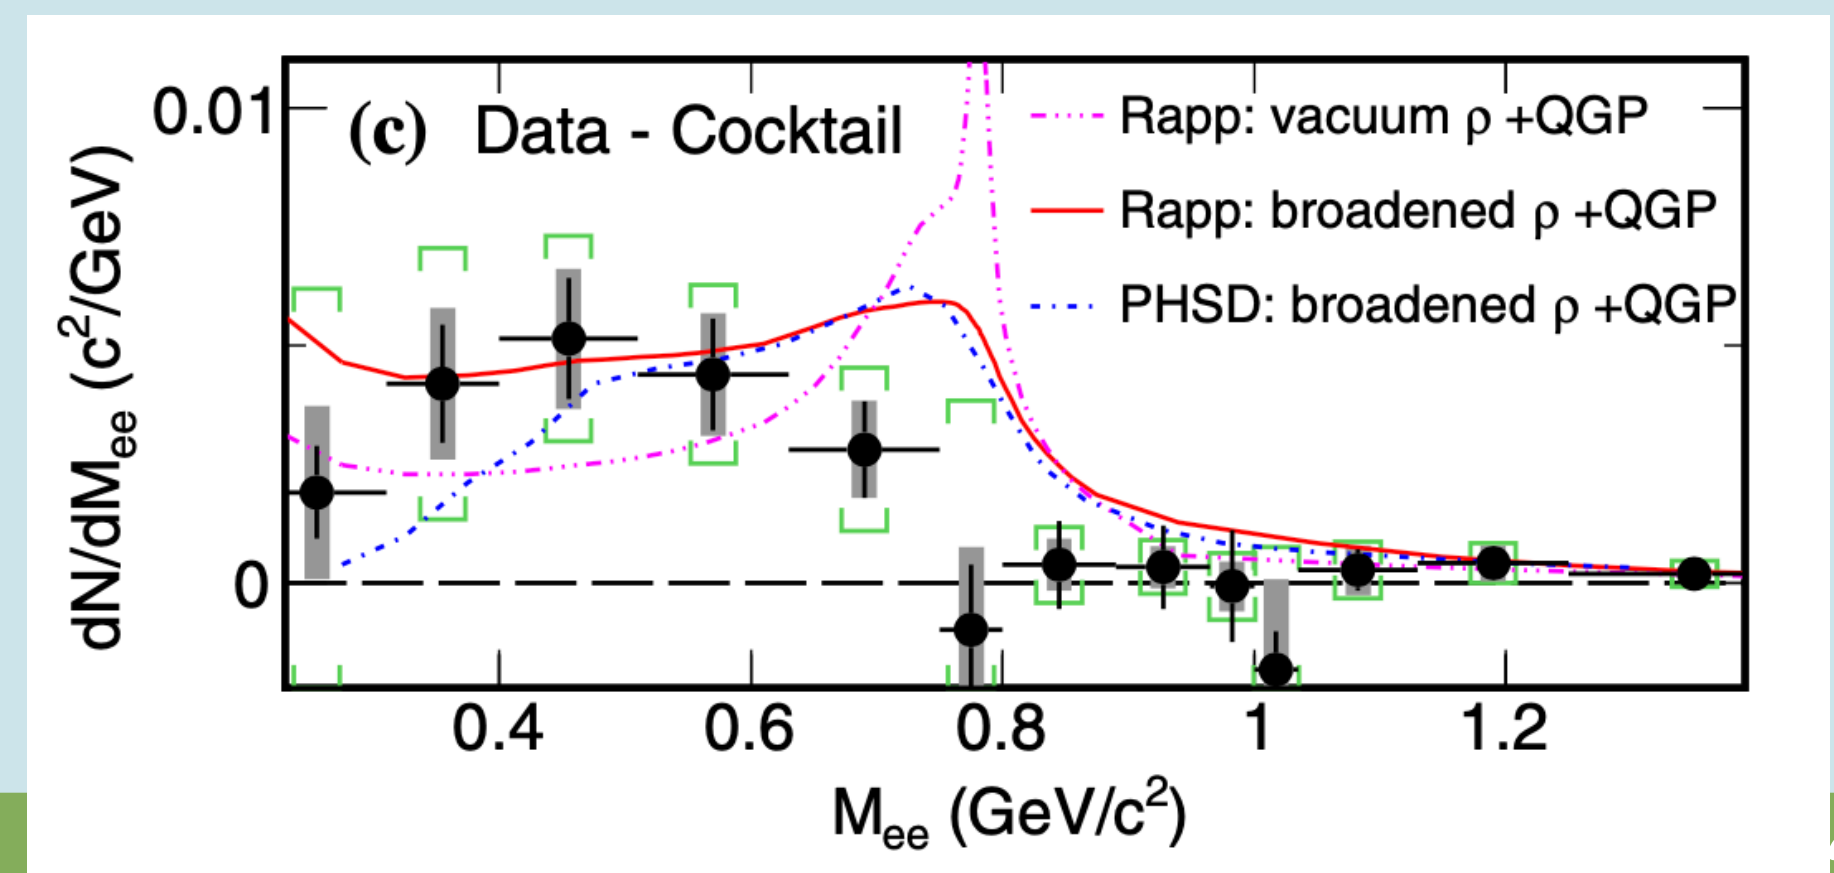 0.01
(c) Data - Cocktail
Rapp: vacuum ρ +QGP
Rapp: broadened ρ +QGP
PHSD: broadened ρ +QGP
dN/dMee (c²/GeV)
0
0.4 0.6 0.8 1 1.2
Mee (GeV/c²)